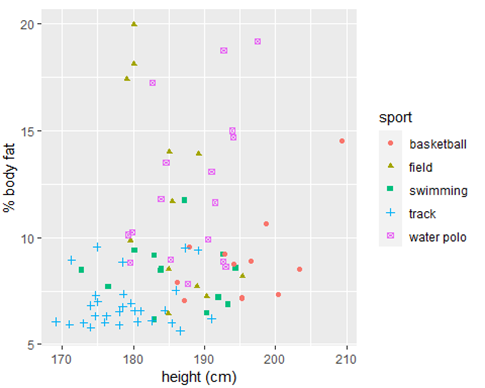 20
15
10
5
% body fat
170 180 190 200 210
height (cm)
sport
basketball
field
swimming
track
water polo